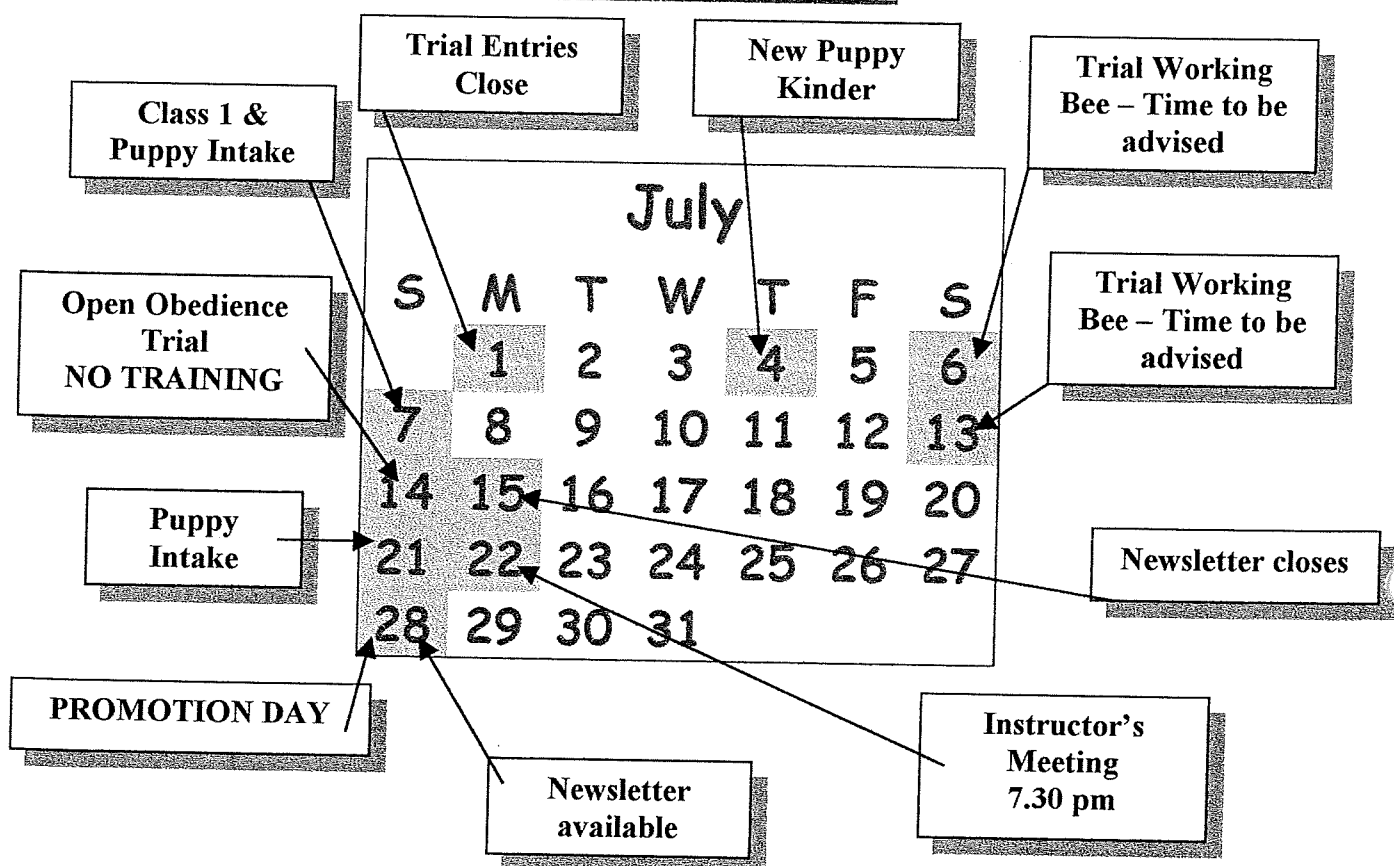 Trial Entries
Close
New Puppy
Kinder
Trial Working
Bee – Time to be
advised
Class 1 &
Puppy Intake
July
S M T W T F S
1 2 3 4 5 6
7 8 9 10 11 12 13
14 15 16 17 18 19 20
21 22 23 24 25 26 27
28 29 30 31
Open Obedience
Trial
NO TRAINING
Trial Working
Bee – Time to be
advised
Puppy
Intake
Newsletter closes
PROMOTION DAY
Newsletter
available
Instructor's
Meeting
7.30 pm